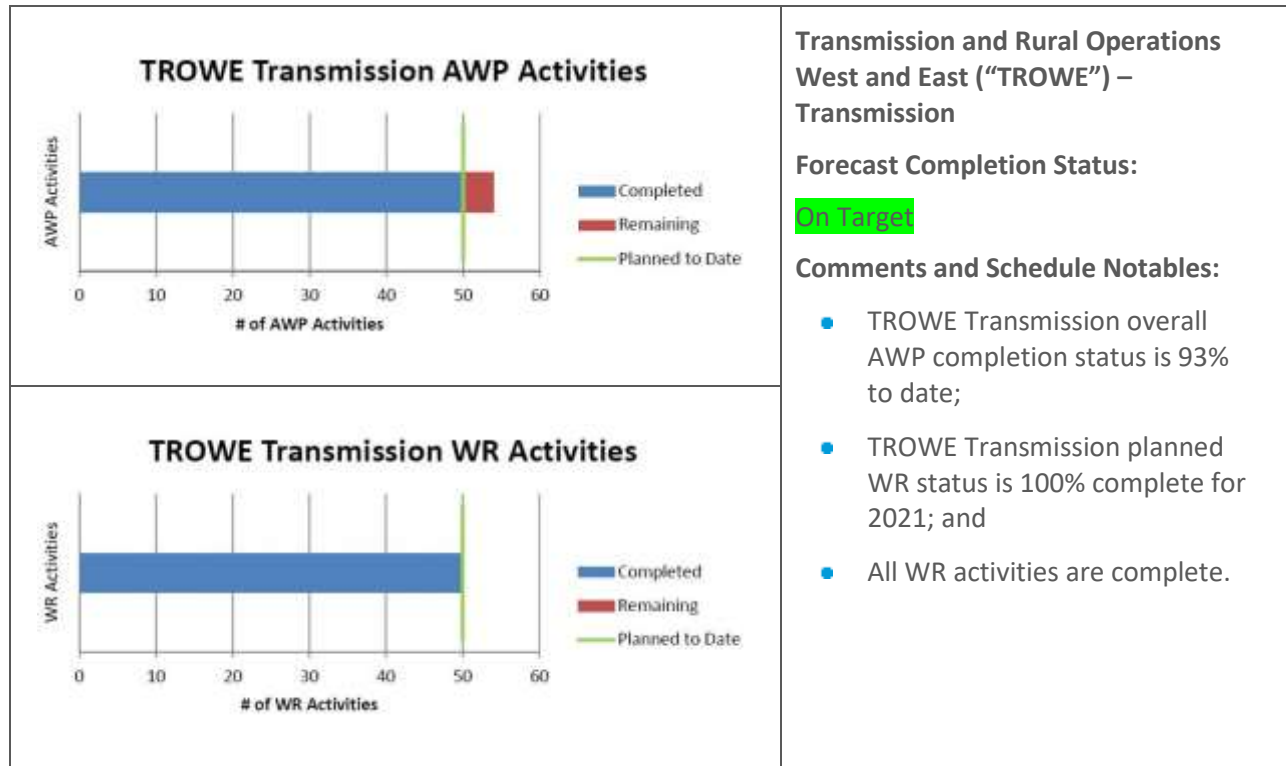 TROWE Transmission AWP Activities
AWP Activities
Completed
Remaining
Planned to Date
0 10 20 30 40 50 60
# of AWP Activities
TROWE Transmission WR Activities
WR Activities
Completed
Remaining
Planned to Date
0 10 20 30 40 50 60
# of WR Activities
Transmission and Rural Operations
West and East (“TROWE”) –
Transmission
Forecast Completion Status:
On Target
Comments and Schedule Notables:
• TROWE Transmission overall
AWP completion status is 93%
to date;
• TROWE Transmission planned
WR status is 100% complete for
2021; and
• All WR activities are complete.